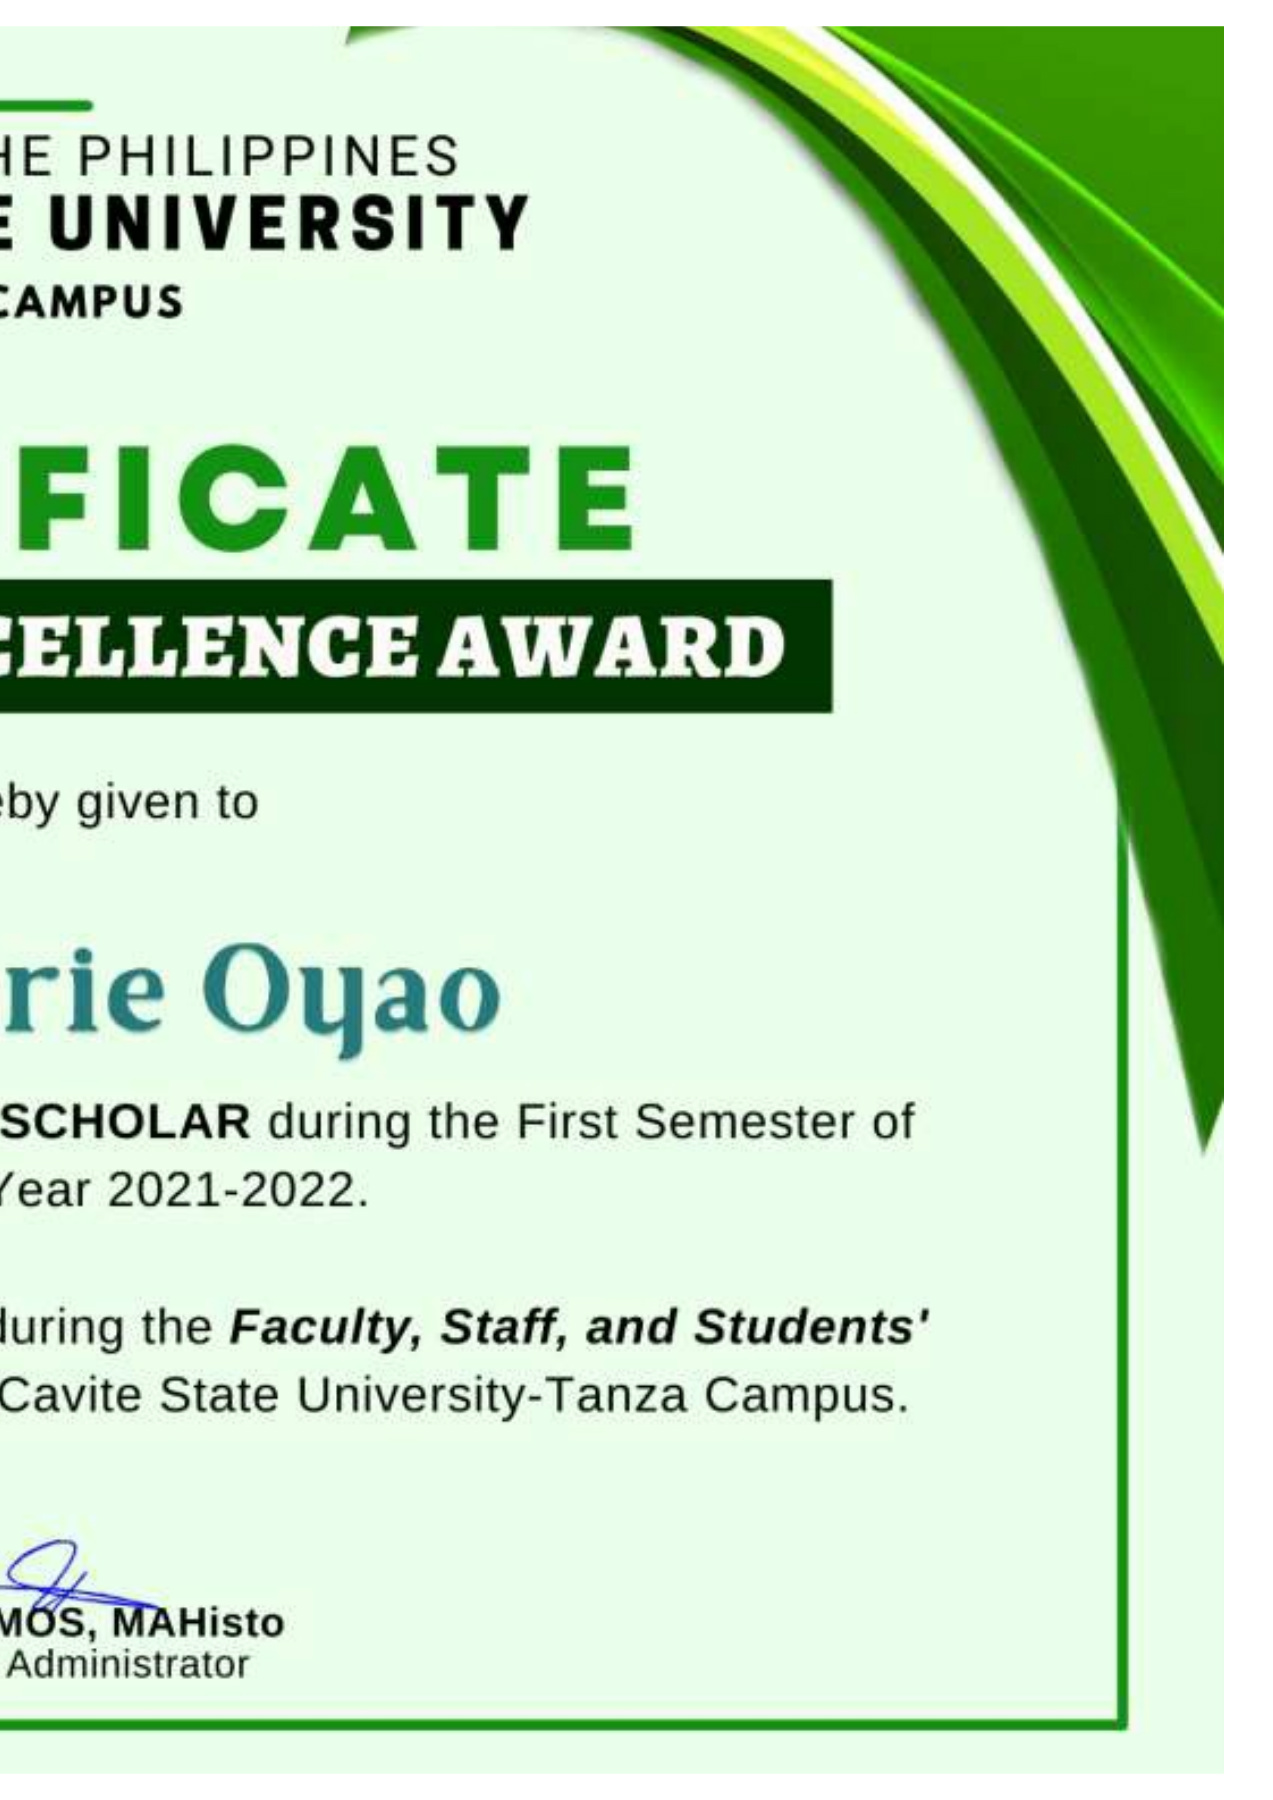 HE PHILIPPINES
E UNIVERSITY
CAMPUS
FICATE
CELLENCE AWARD
eby given to
rie Oyao
SCHOLAR during the First Semester of
Year 2021-2022.
during the Faculty, Staff, and Students'
Cavite State University-Tanza Campus.
MOS, MAHisto
Administrator